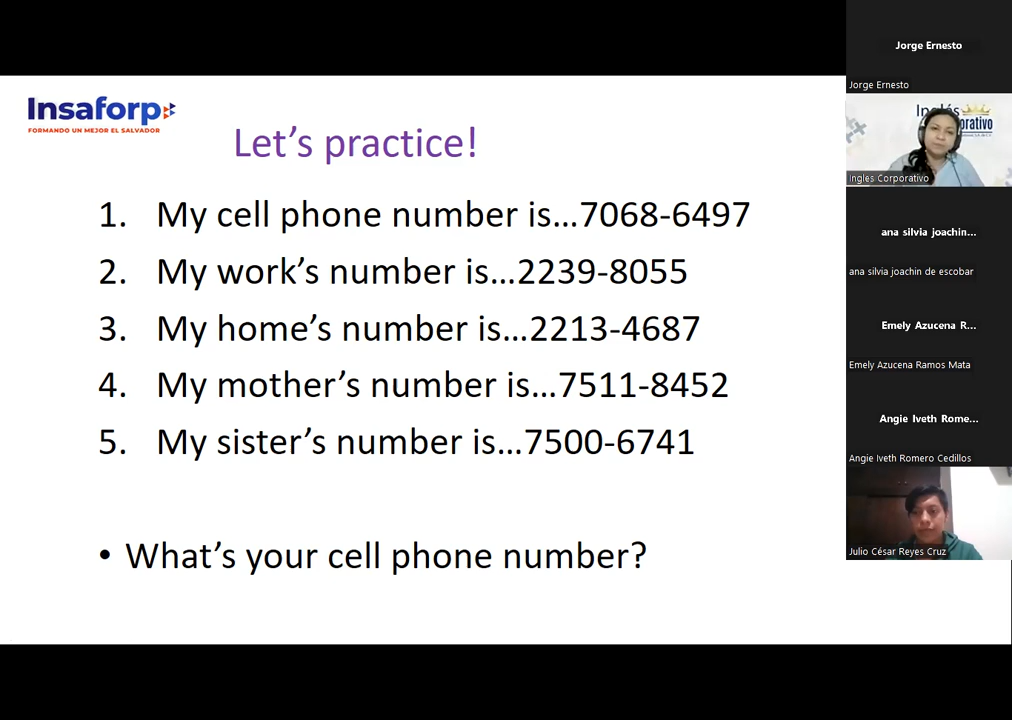 Insaforp
FORMANDO UN MEJOR EL SALVADOR
Let's practice!
1. My cell phone number is...7068-6497
2. My work's number is...2239-8055
3. My home's number is...2213-4687
4. My mother's number is...7511-8452
5. My sister's number is...7500-6741
• What's your cell phone number?
Jorge Ernesto
Jorge Ernesto
Inglés
Ingles Corporativo
ana silvia joachin...
ana silvia joachin de escobar
Emely Azucena R...
Emely Azucena Ramos Mata
Angie Iveth Rome...
Angie Iveth Romero Cedillos
Julio César Reyes Cruz